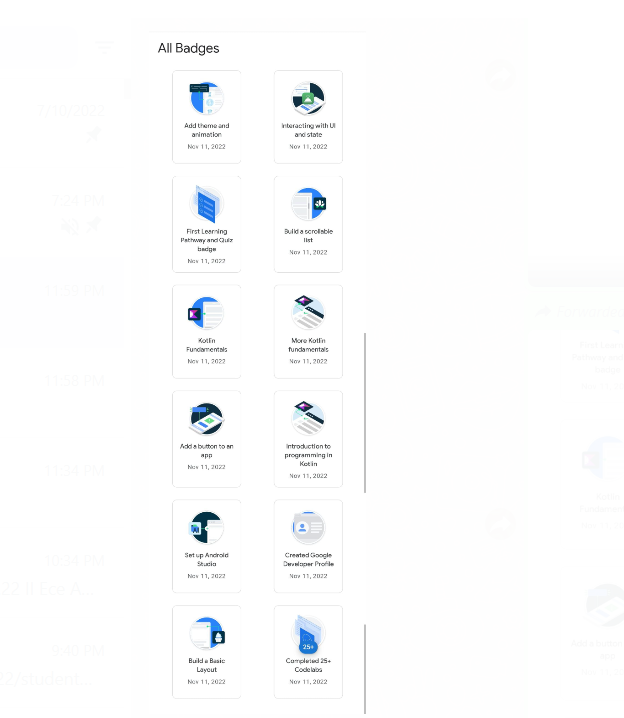 All Badges
Add theme and
animation
Nov 11, 2022
Interacting with UI
and state
Nov 11, 2022
First Learning
Pathway and Quiz
badge
Nov 11, 2022
Build a scrollable
list
Nov 11, 2022
Kotlin
Fundamentals
Nov 11, 2022
More Kotlin
fundamentals
Nov 11, 2022
Add a button to an
app
Nov 11, 2022
Introduction to
programming in
Kotlin
Nov 11, 2022
Set up Android
Studio
Nov 11, 2022
Created Google
Developer Profile
Nov 11, 2022
Build a Basic
Layout
Nov 11, 2022
25+
Completed 25+
Codelabs
Nov 11, 2022